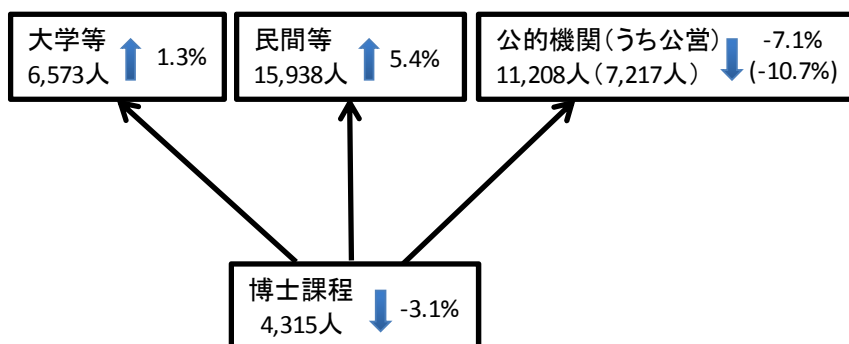 大学等
6,573人 1.3%
民間等
15,938人 5.4%
公的機関(うち公営) -7.1%
11,208人(7,217人) (-10.7%)
博士課程
4,315人 -3.1%